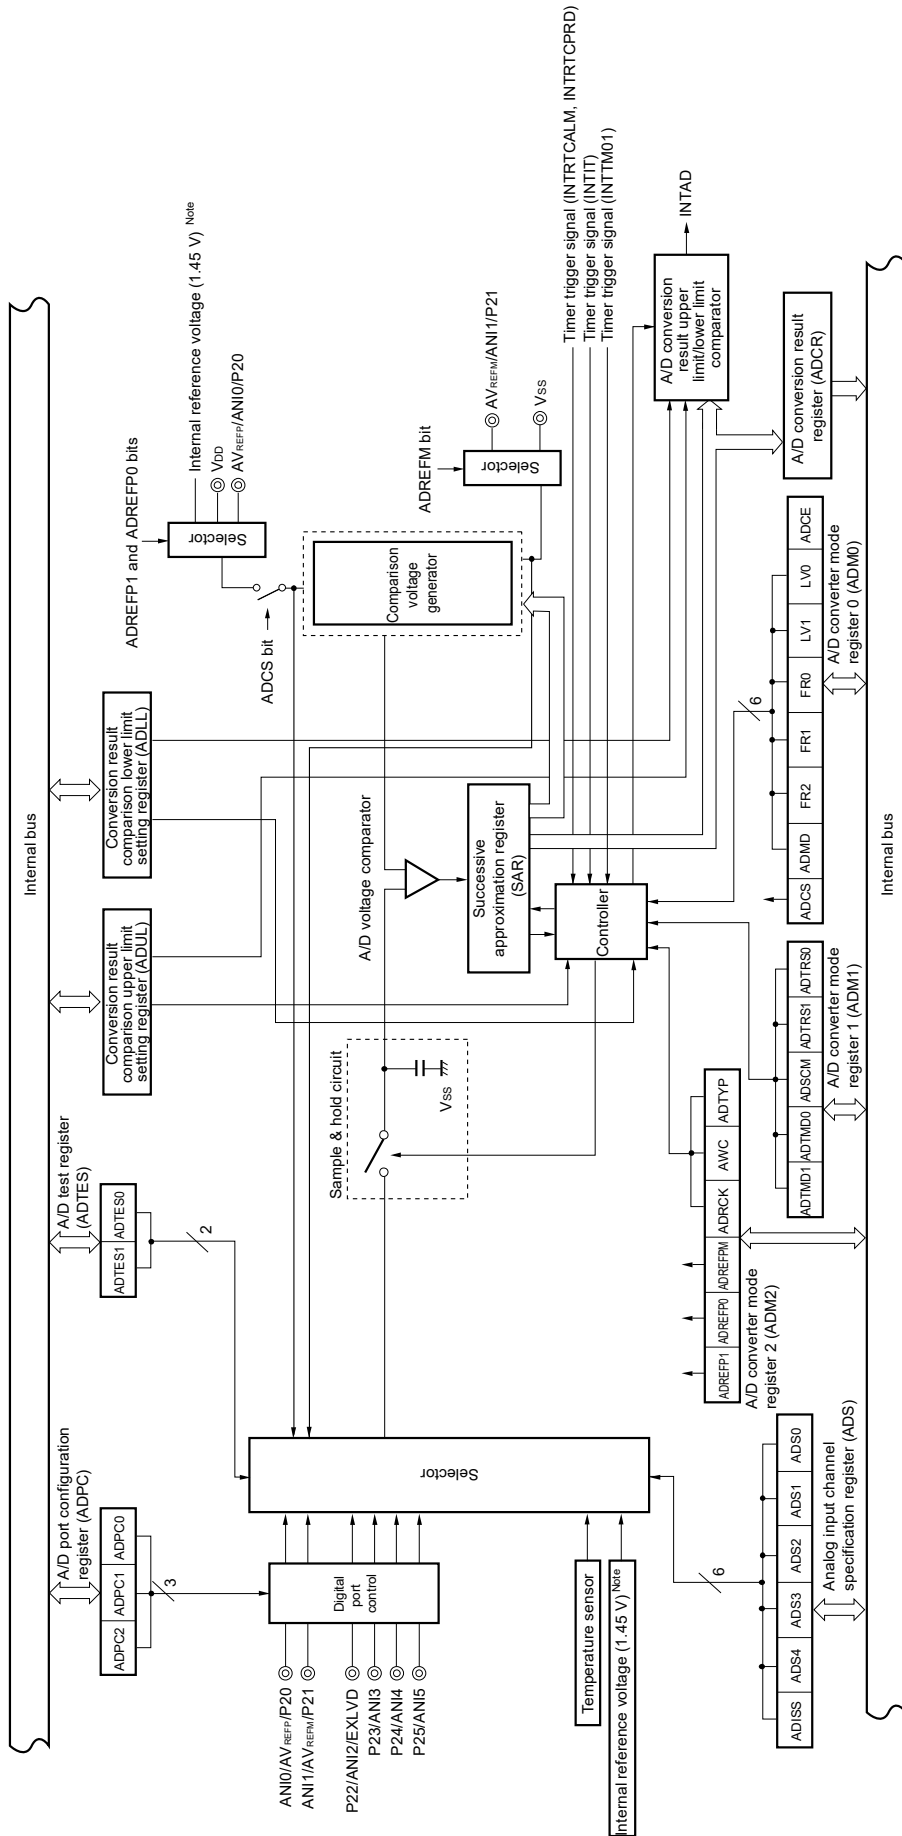 Internal bus
A/D port configuration
register (ADPC)
ADPC2 ADPC1 ADPC0
3
A/D test register
(ADTES)
ADTES1 ADTES0
2
Conversion result
comparison upper limit
setting register (ADUL)
Conversion result
comparison lower limit
setting register (ADLL)
ADREFP1 and ADREFP0 bits
Selector
Internal reference voltage (1.45 V) Note
VDD
AVREFP/ANI0/P20
ADCS bit
ANI0/AVREFP/P20
ANI1/AVREFM/P21
P22/ANI2/EXLVD
P23/ANI3
P24/ANI4
P25/ANI5
Digital
port
control
Selector
Temperature sensor
Internal reference voltage (1.45 V) Note
Sample & hold circuit
VSS
A/D voltage comparator
Comparison
voltage
generator
ADREFM bit
Selector
AVREFM/ANI1/P21
VSS
Successive
approximation register
(SAR)
Controller
Timer trigger signal (INTRTCALM, INTRTCPRD)
Timer trigger signal (INTIT)
Timer trigger signal (INTTM01)
A/D conversion
result upper
limit/lower limit
comparator
INTAD
6
ADISS ADS4 ADS3 ADS2 ADS1 ADS0
Analog input channel
specification register (ADS)
ADREFP1 ADREFP0 ADREFPM ADRCK AWC ADTYP
A/D converter mode
register 2 (ADM2)
ADTMD1 ADTMD0 ADSCM ADTRS1 ADTRS0
A/D converter mode
register 1 (ADM1)
6
ADCS ADMD FR2 FR1 FR0 LV1 LV0 ADCE
A/D converter mode
register 0 (ADM0)
A/D conversion result
register (ADCR)
Internal bus